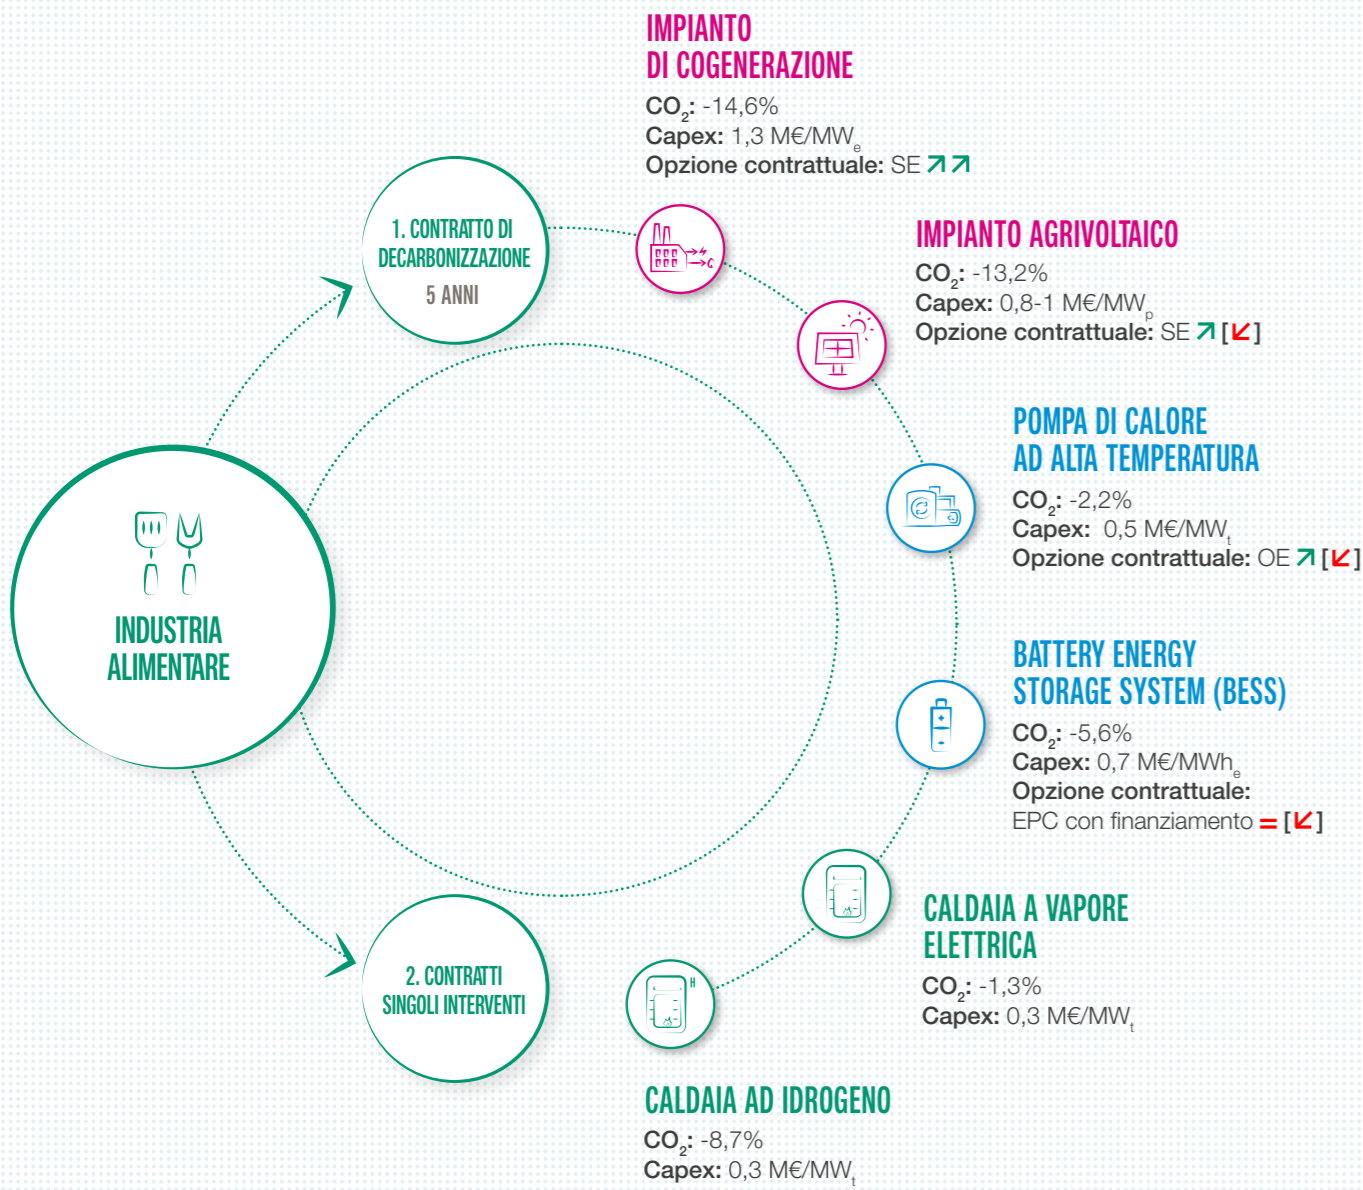 IMPIANTO
DI COGENERAZIONE
CO₂: -14,6%
Capex: 1,3 M€/MWₑ
Opzione contrattuale: SE ↗↗
1. CONTRATTO DI
DECARBONIZZAZIONE
5 ANNI
IMPIANTO AGRIVOLTAICO
CO₂: -13,2%
Capex: 0,8-1 M€/MWₚ
Opzione contrattuale: SE ↗ [↙]
POMPA DI CALORE
AD ALTA TEMPERATURA
CO₂: -2,2%
Capex: 0,5 M€/MWₜ
Opzione contrattuale: OE ↗ [↙]
INDUSTRIA
ALIMENTARE
BATTERY ENERGY
STORAGE SYSTEM (BESS)
CO₂: -5,6%
Capex: 0,7 M€/MWhₑ
Opzione contrattuale:
EPC con finanziamento = [↙]
CALDAIA A VAPORE
ELETTRICA
CO₂: -1,3%
Capex: 0,3 M€/MWₜ
2. CONTRATTI
SINGOLI INTERVENTI
H
CALDAIA AD IDROGENO
CO₂: -8,7%
Capex: 0,3 M€/MWₜ